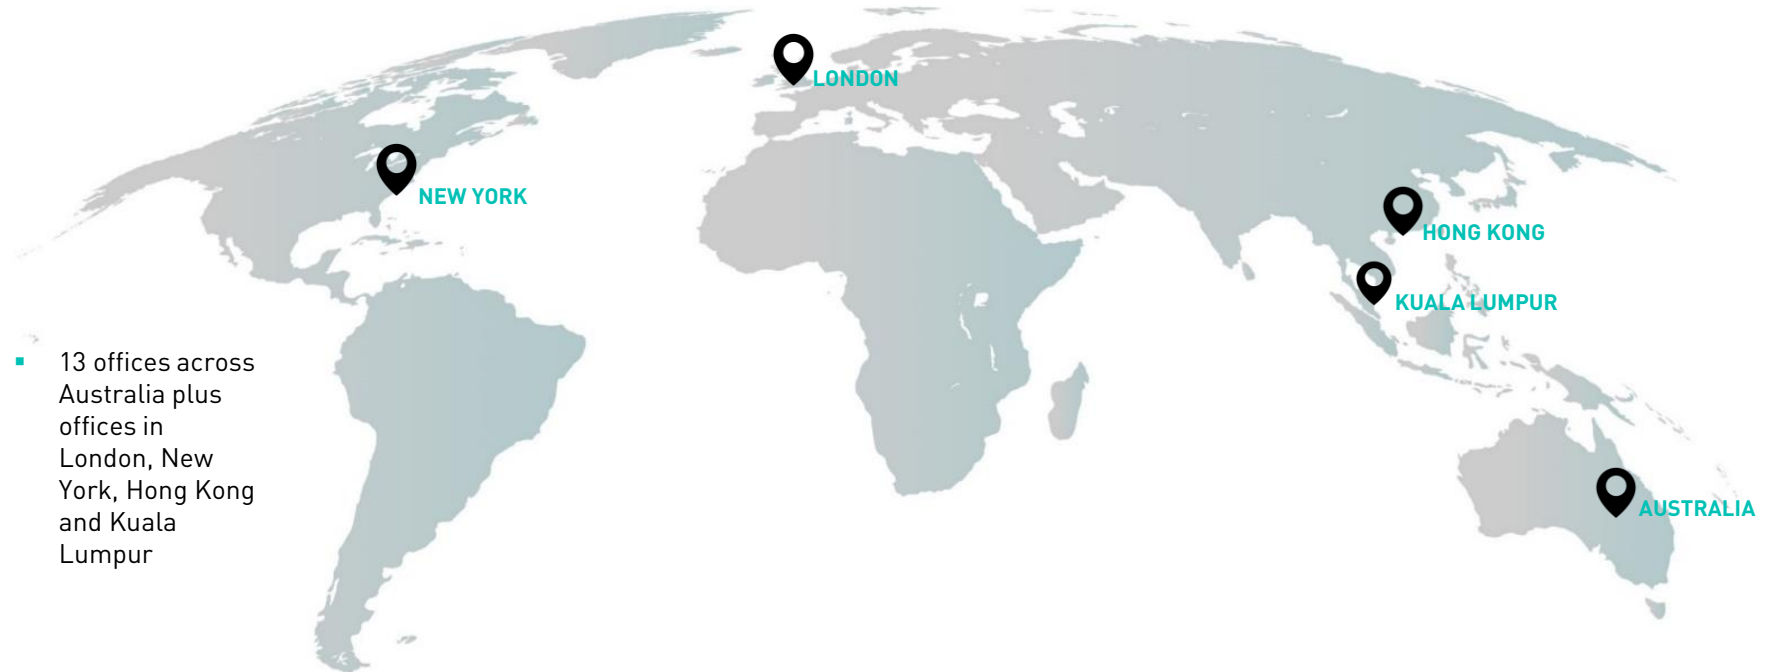 LONDON
NEW YORK
HONG KONG
KUALA LUMPUR
▪ 13 offices across
Australia plus
offices in
London, New
York, Hong Kong
and Kuala
Lumpur
AUSTRALIA